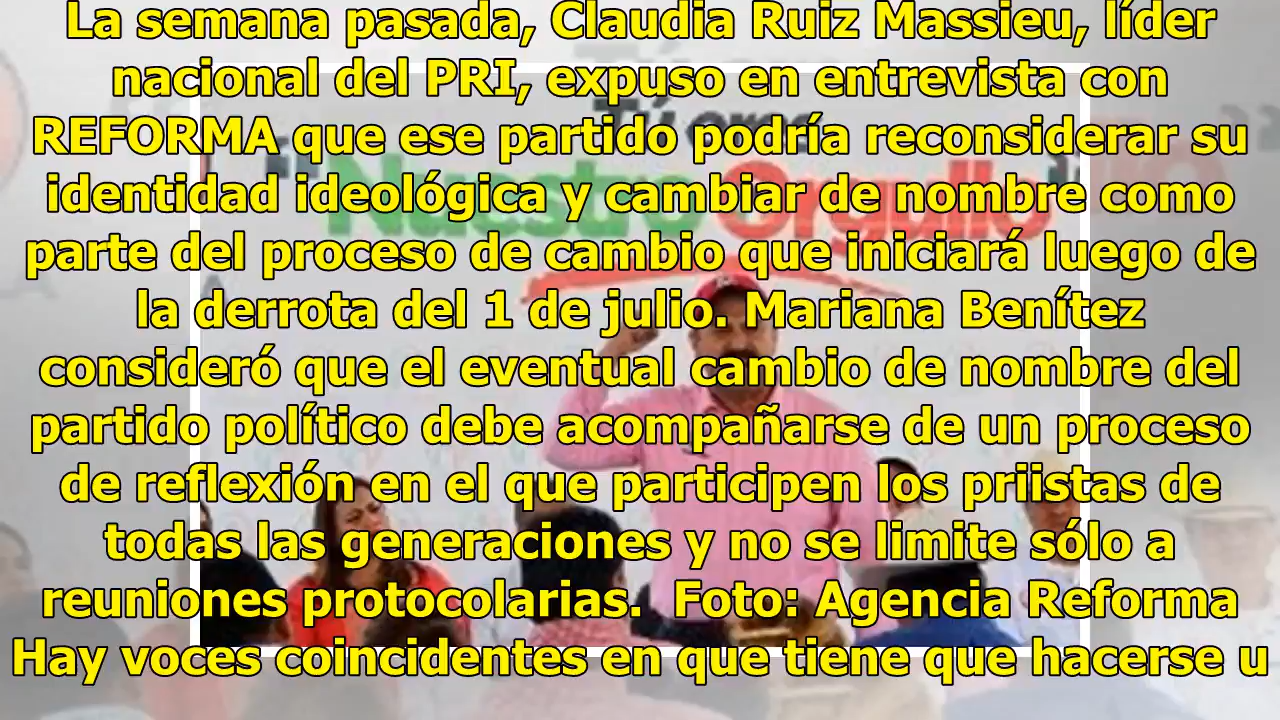 La semana pasada, Claudia Ruiz Massieu, líder
nacional del PRI, expuso en entrevista con
REFORMA que ese partido podría reconsiderar su
identidad ideológica y cambiar de nombre como
parte del proceso de cambio que iniciará luego de
la derrota del 1 de julio. Mariana Benítez
consideró que el eventual cambio de nombre del
partido político debe acompañarse de un proceso
de reflexión en el que participen los priistas de
todas las generaciones y no se limite sólo a
reuniones protocolarias.  Foto: Agencia Reforma
Hay voces coincidentes en que tiene que hacerse u
Tú eres
"Nuestro Orgullo"